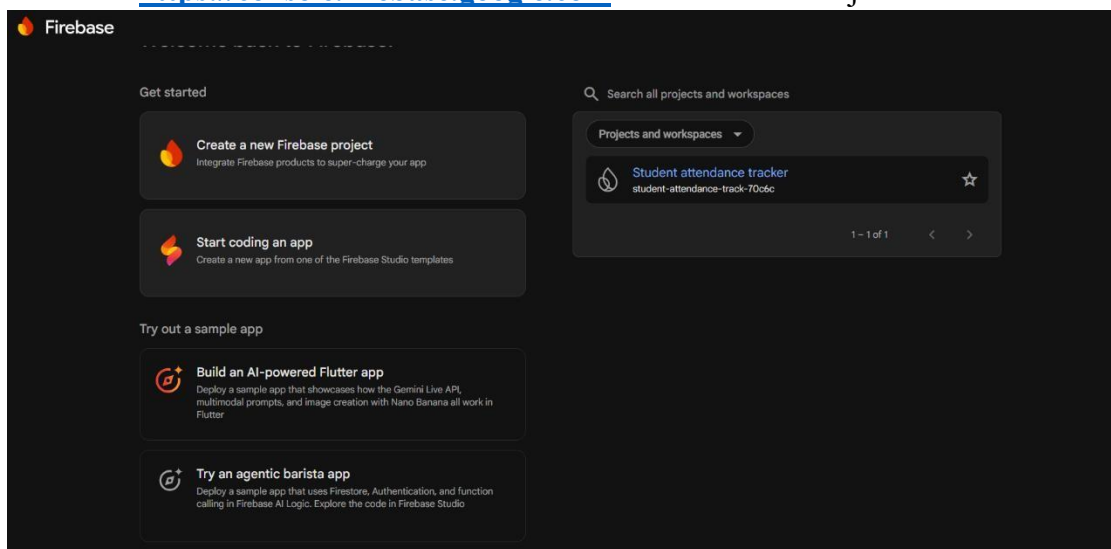 Firebase
Get started
Create a new Firebase project
Integrate Firebase products to super-charge your app
Start coding an app
Create a new app from one of the Firebase Studio templates
Try out a sample app
Build an AI-powered Flutter app
Deploy a sample app that showcases how the Gemini Live API,
multimodal prompts, and image creation with Nano Banana all work in
Flutter
Try an agentic barista app
Deploy a sample app that uses Firestore, Authentication, and function
calling in Firebase AI Logic. Explore the code in Firebase Studio
Search all projects and workspaces
Projects and workspaces
Student attendance tracker
student-attendance-track-70c6c
1 – 1 of 1